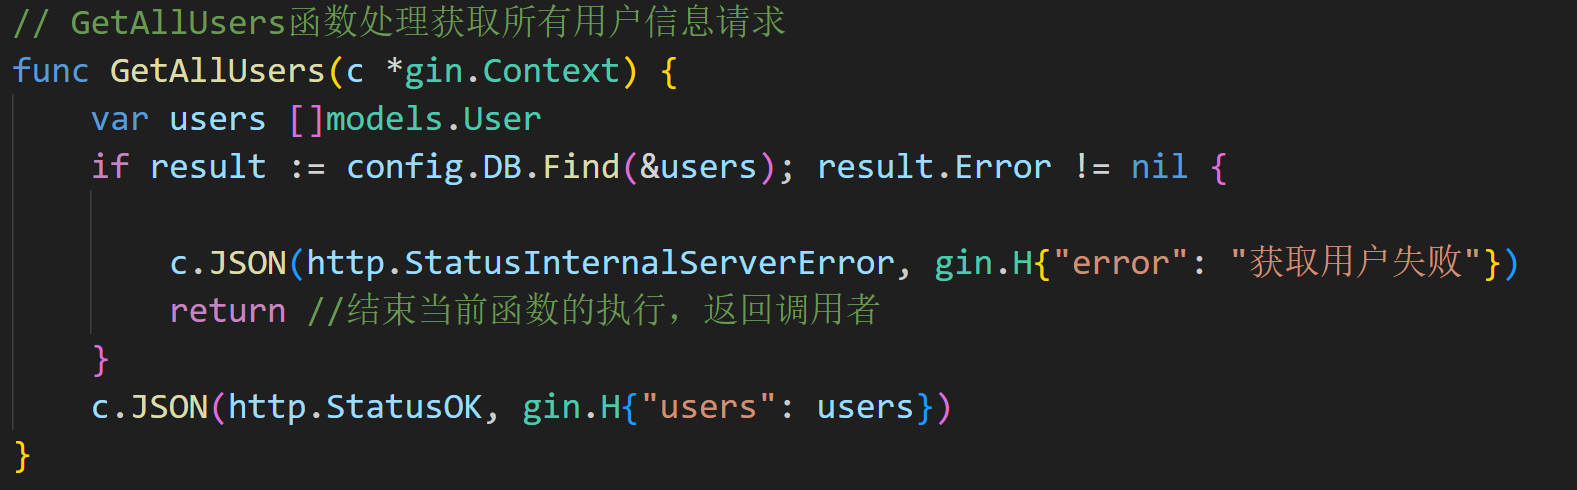 // GetAllUsers函数处理获取所有用户信息请求
func GetAllUsers(c *gin.Context) {
    var users []models.User
    if result := config.DB.Find(&users); result.Error != nil {

        c.JSON(http.StatusInternalServerError, gin.H{"error": "获取用户失败"})
        return //结束当前函数的执行，返回调用者
    }
    c.JSON(http.StatusOK, gin.H{"users": users})
}